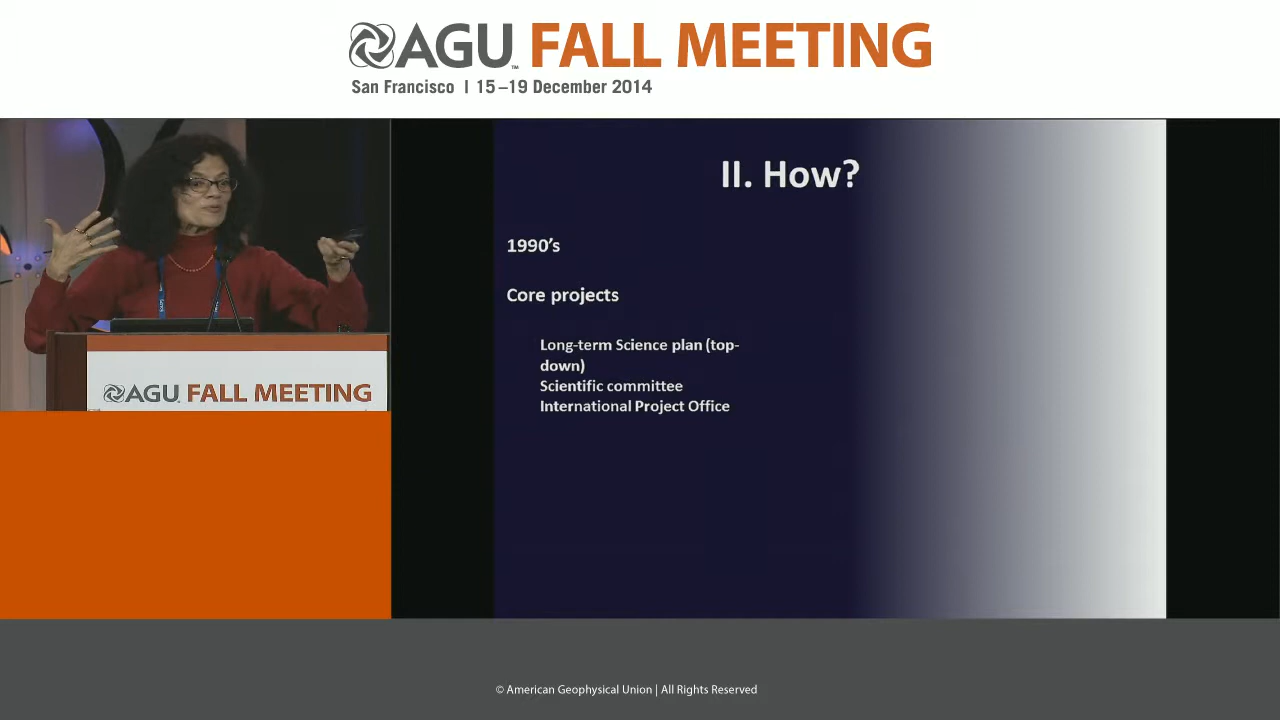 AGU™ FALL MEETING
San Francisco | 15–19 December 2014
II. How?
1990's
Core projects
Long-term Science plan (top-
down)
Scientific committee
International Project Office
AGU FALL MEETING
© American Geophysical Union | All Rights Reserved